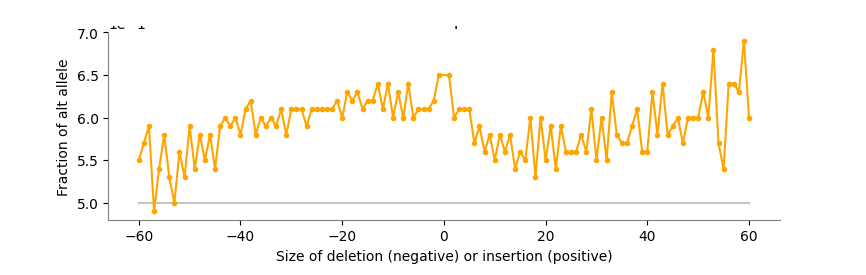 7.0
6.5
6.0
5.5
5.0
Fraction of alt allele
−60 −40 −20 0 20 40 60
Size of deletion (negative) or insertion (positive)